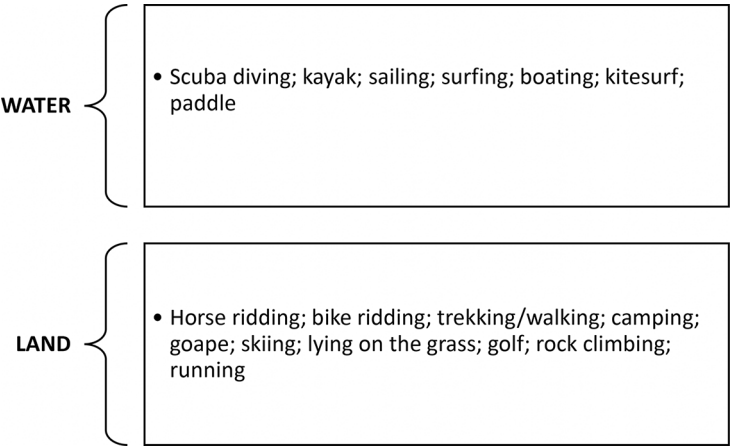 WATER
• Scuba diving; kayak; sailing; surfing; boating; kitesurf;
paddle
LAND
• Horse ridding; bike ridding; trekking/walking; camping;
goape; skiing; lying on the grass; golf; rock climbing;
running